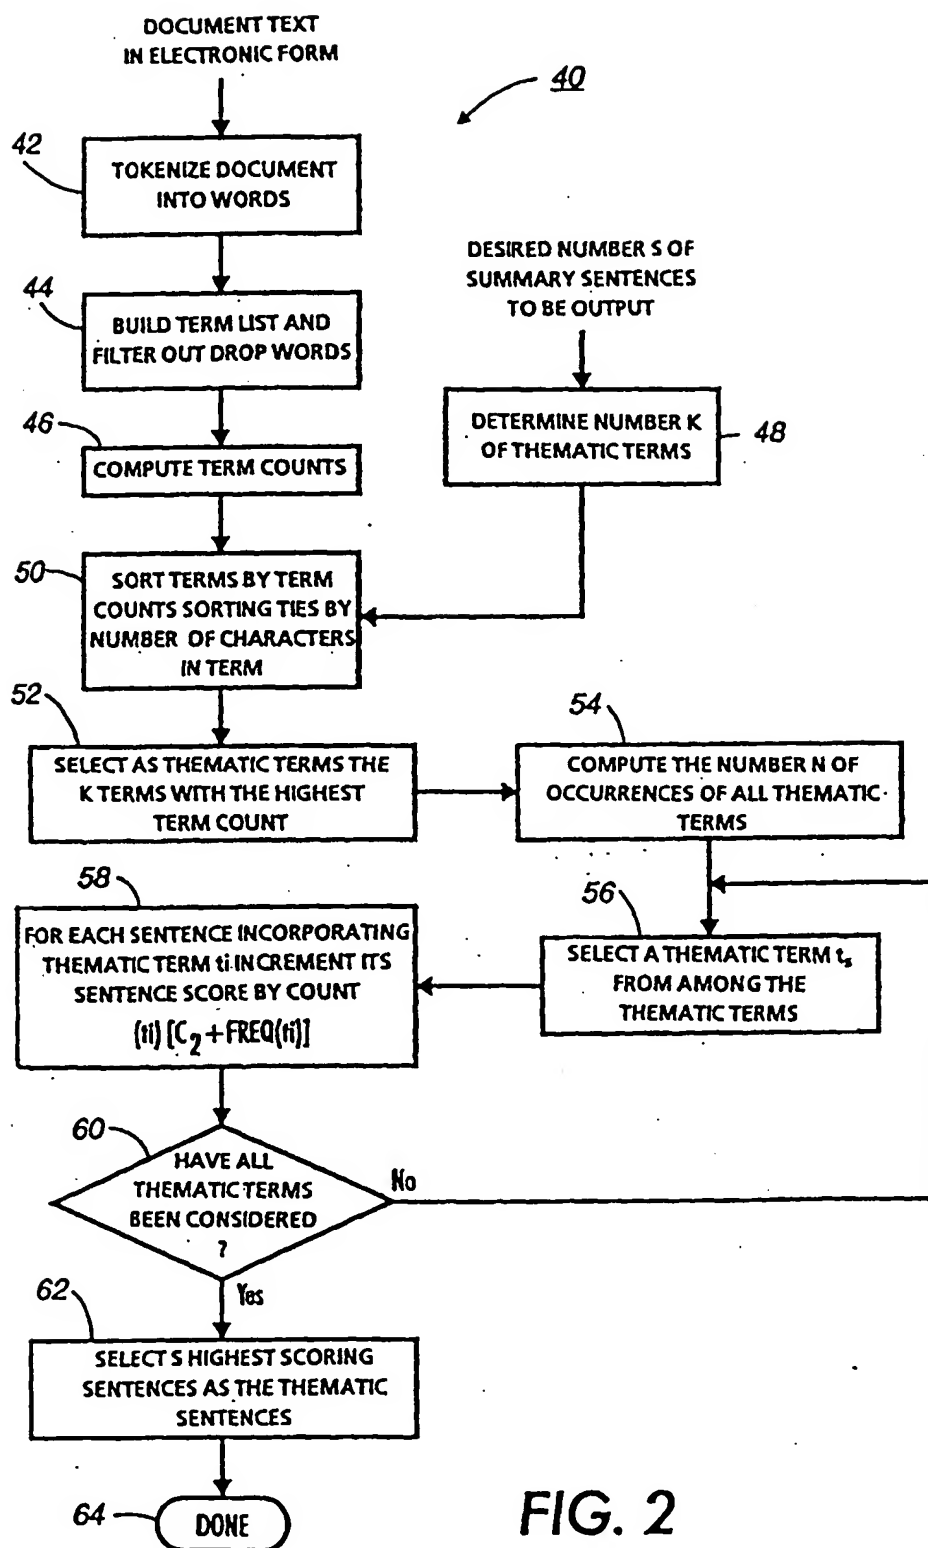 DOCUMENT TEXT
IN ELECTRONIC FORM
40
42
TOKENIZE DOCUMENT
INTO WORDS
DESIRED NUMBER S OF
SUMMARY SENTENCES
TO BE OUTPUT
44
BUILD TERM LIST AND
FILTER OUT DROP WORDS
46
COMPUTE TERM COUNTS
DETERMINE NUMBER K
OF THEMATIC TERMS
48
50
SORT TERMS BY TERM
COUNTS SORTING TIES BY
NUMBER OF CHARACTERS
IN TERM
52
SELECT AS THEMATIC TERMS THE
K TERMS WITH THE HIGHEST
TERM COUNT
54
COMPUTE THE NUMBER N OF
OCCURRENCES OF ALL THEMATIC
TERMS
56
SELECT A THEMATIC TERM ts
FROM AMONG THE
THEMATIC TERMS
58
FOR EACH SENTENCE INCORPORATING
THEMATIC TERM ti INCREMENT ITS
SENTENCE SCORE BY COUNT
(ti) [C2+FREQ(ti)]
60
HAVE ALL
THEMATIC TERMS
BEEN CONSIDERED
?
No
Yes
62
SELECT S HIGHEST SCORING
SENTENCES AS THE THEMATIC
SENTENCES
64
DONE
FIG. 2